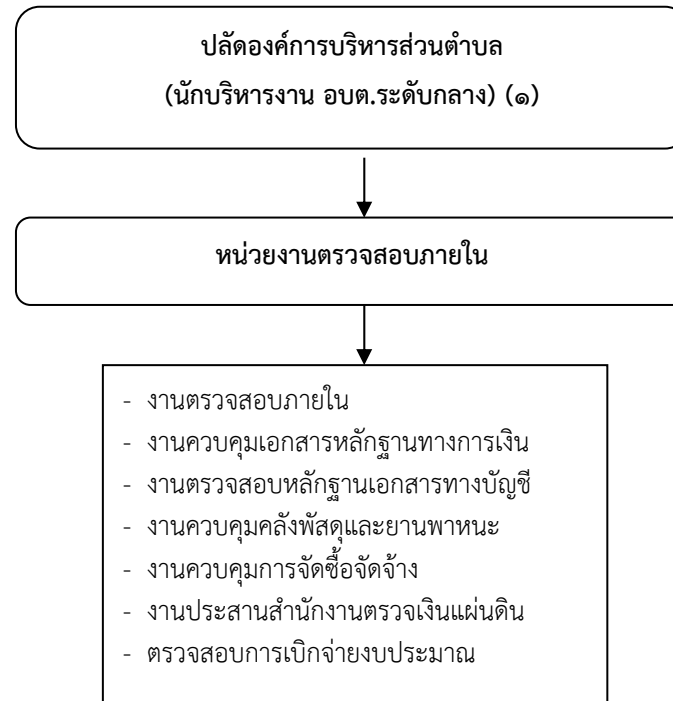 ปลัดองค์การบริหารส่วนตำบล
(นักบริหารงาน อบต.ระดับกลาง) (๑)
หน่วยงานตรวจสอบภายใน
- งานตรวจสอบภายใน
- งานควบคุมเอกสารหลักฐานทางการเงิน
- งานตรวจสอบหลักฐานเอกสารทางบัญชี
- งานควบคุมคลังพัสดุและยานพาหนะ
- งานควบคุมการจัดซื้อจัดจ้าง
- งานประสานสำนักงานตรวจเงินแผ่นดิน
- ตรวจสอบการเบิกจ่ายงบประมาณ